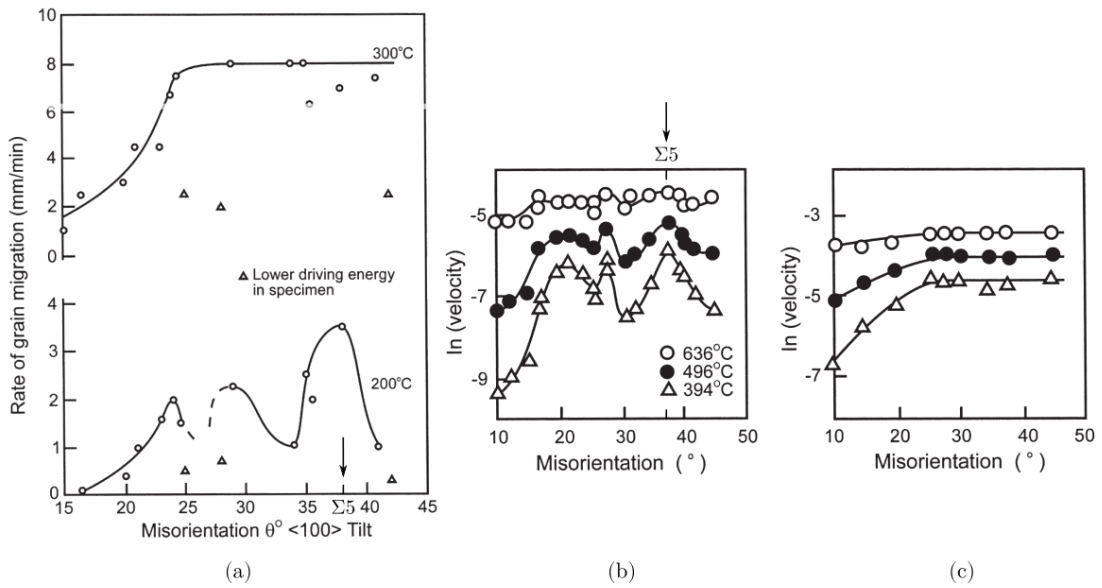 Rate of grain migration (mm/min)
10
8
6
4
2
0
300°C
Lower driving energy
in specimen
4
3
2
1
0
200°C
15 20 25 30 35 Σ5 40 45
Misorientation θ° <100> Tilt
(a)
Σ5
ln (velocity)
-5
-7
-9
636°C
496°C
394°C
10 20 30 40 50
Misorientation (°)
(b)
ln (velocity)
-3
-5
-7
10 20 30 40 50
Misorientation (°)
(c)